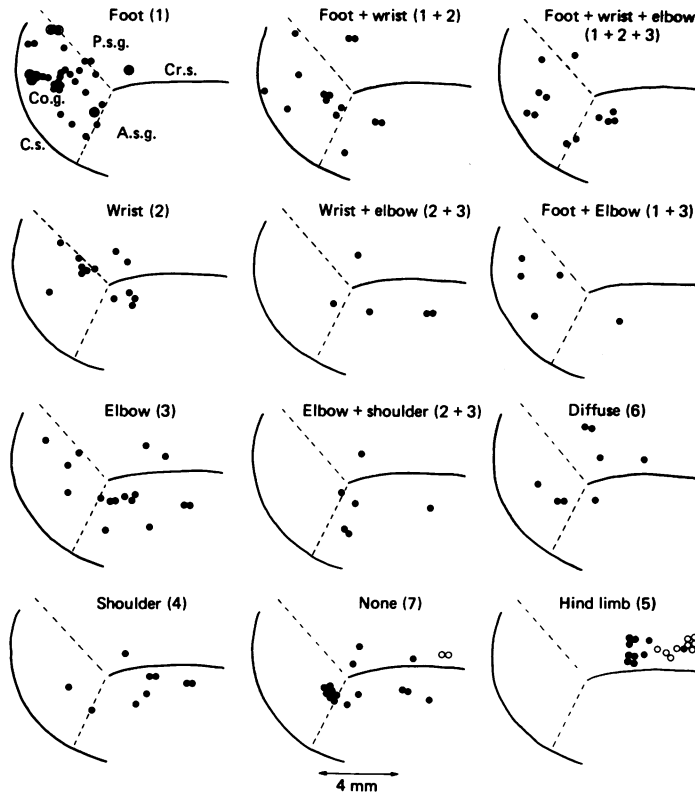 Foot (1)
Foot + wrist (1 + 2)
Foot + wrist + elbow
(1 + 2 + 3)
P.s.g.
Cr.s.
Co.g.
A.s.g.
C.s.
Wrist (2)
Wrist + elbow (2 + 3)
Foot + Elbow (1 + 3)
Elbow (3)
Elbow + shoulder (2 + 3)
Diffuse (6)
Shoulder (4)
None (7)
Hind limb (5)
4 mm